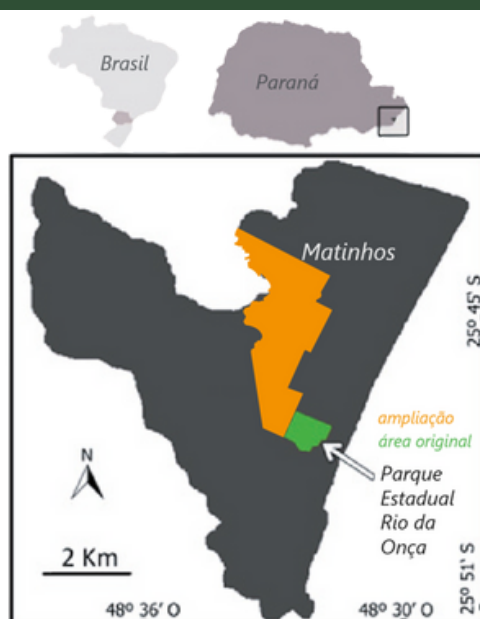 Brasil
Paraná
Matinhos
25º 45' S
ampliação
área original
Parque
Estadual
Rio da
Onça
N
2 Km
25º 51' S
48º 36' O
48º 30' O